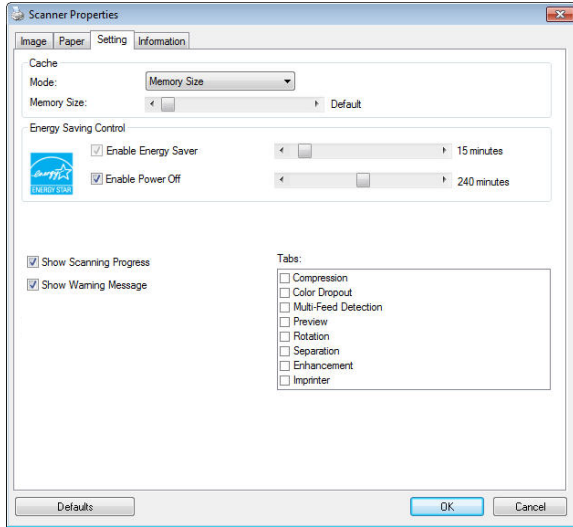 Scanner Properties
Image Paper Setting Information
Cache
Mode: Memory Size
Memory Size: Default
Energy Saving Control
Enable Energy Saver 15 minutes
energy
ENERGY STAR
Enable Power Off 240 minutes
Show Scanning Progress
Show Warning Message
Tabs:
Compression
Color Dropout
Multi-Feed Detection
Preview
Rotation
Separation
Enhancement
Imprinter
Defaults OK Cancel